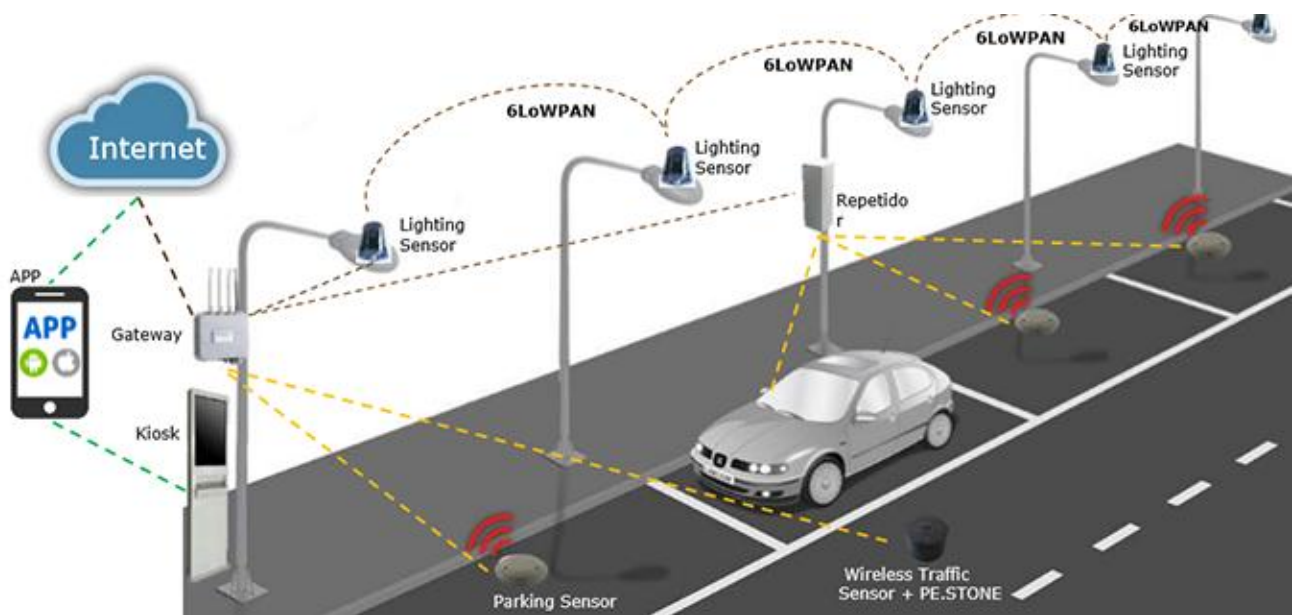 6LoWPAN
6LoWPAN
6LoWPAN
6LoWPAN
Lighting
Sensor
Lighting
Sensor
Lighting
Sensor
Lighting
Sensor
Internet
Repetido
r
APP
APP
Gateway
Kiosk
Parking Sensor
Wireless Traffic
Sensor + PE.STONE